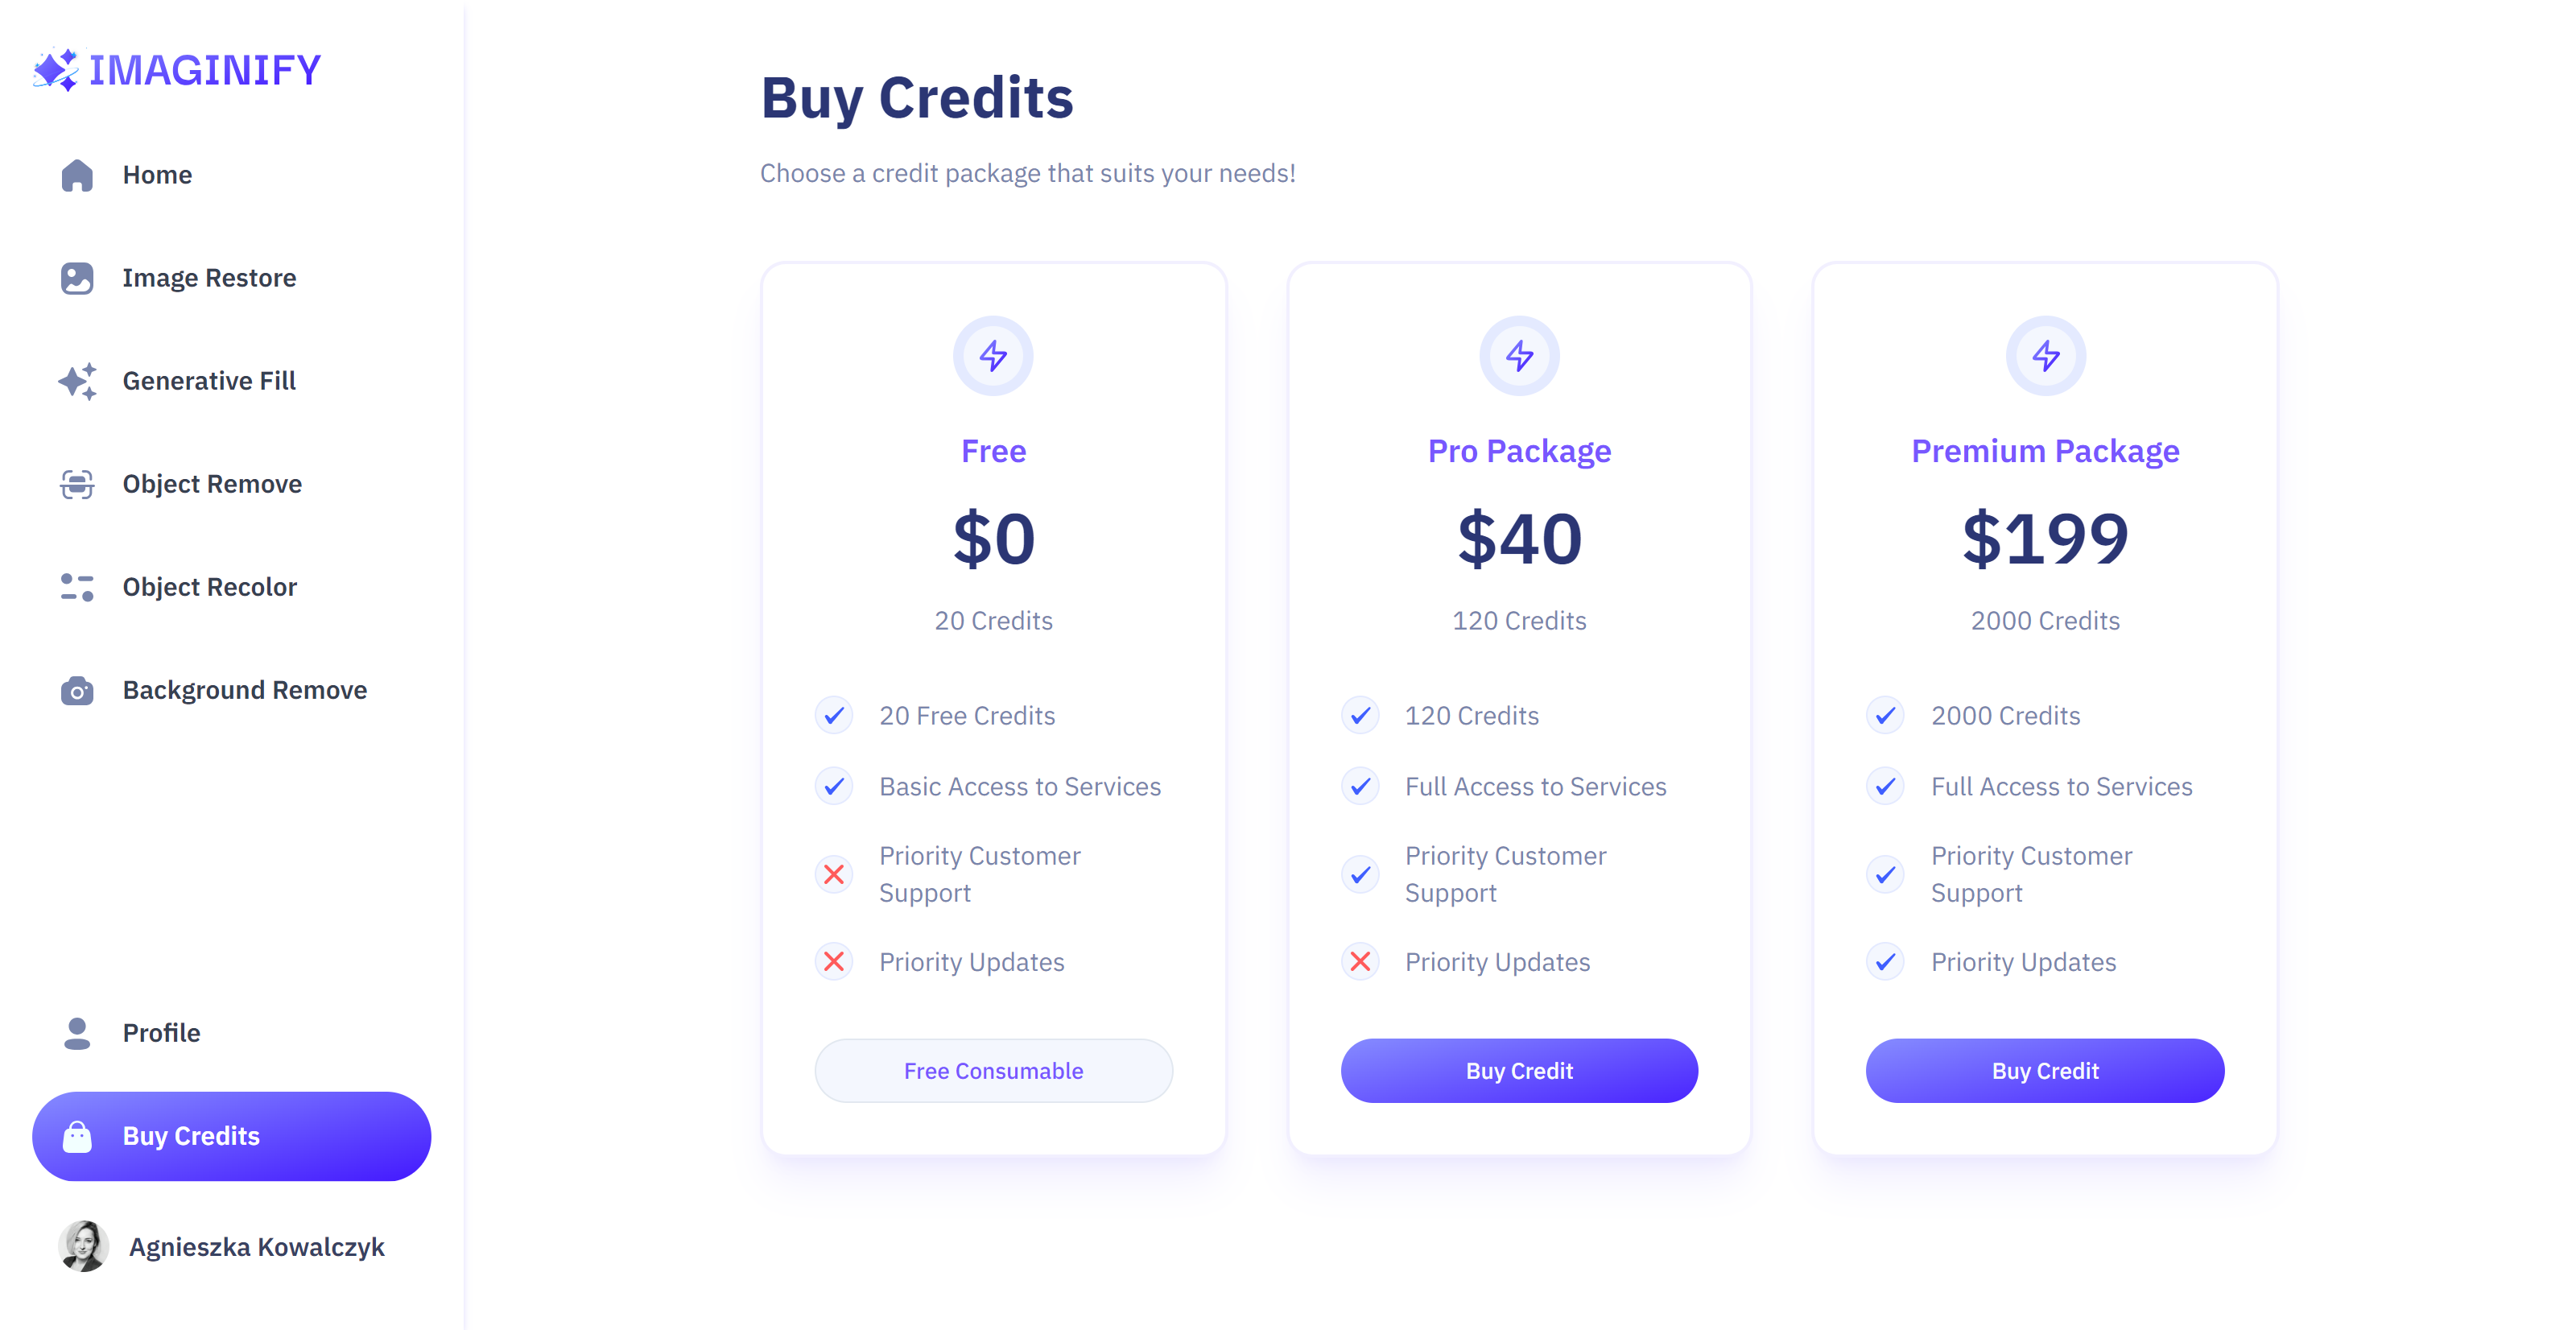 IMAGINIFY
Home
Image Restore
Generative Fill
Object Remove
Object Recolor
Background Remove
Profile
Buy Credits
Agnieszka Kowalczyk
Buy Credits
Choose a credit package that suits your needs!
Free
$0
20 Credits
20 Free Credits
Basic Access to Services
Priority Customer
Support
Priority Updates
Free Consumable
Pro Package
$40
120 Credits
120 Credits
Full Access to Services
Priority Customer
Support
Priority Updates
Buy Credit
Premium Package
$199
2000 Credits
2000 Credits
Full Access to Services
Priority Customer
Support
Priority Updates
Buy Credit